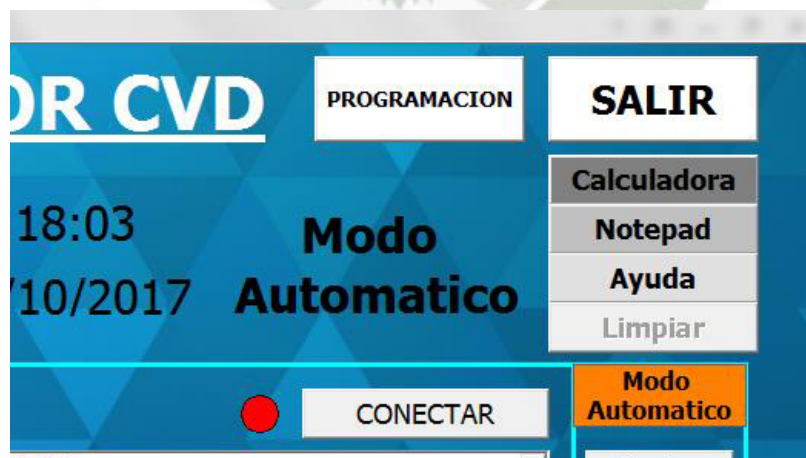 OR CVD
PROGRAMACION
SALIR
Calculadora
18:03
Modo
Automatico
Notepad
/10/2017
Ayuda
Limpiar
Modo
Automatico
CONECTAR